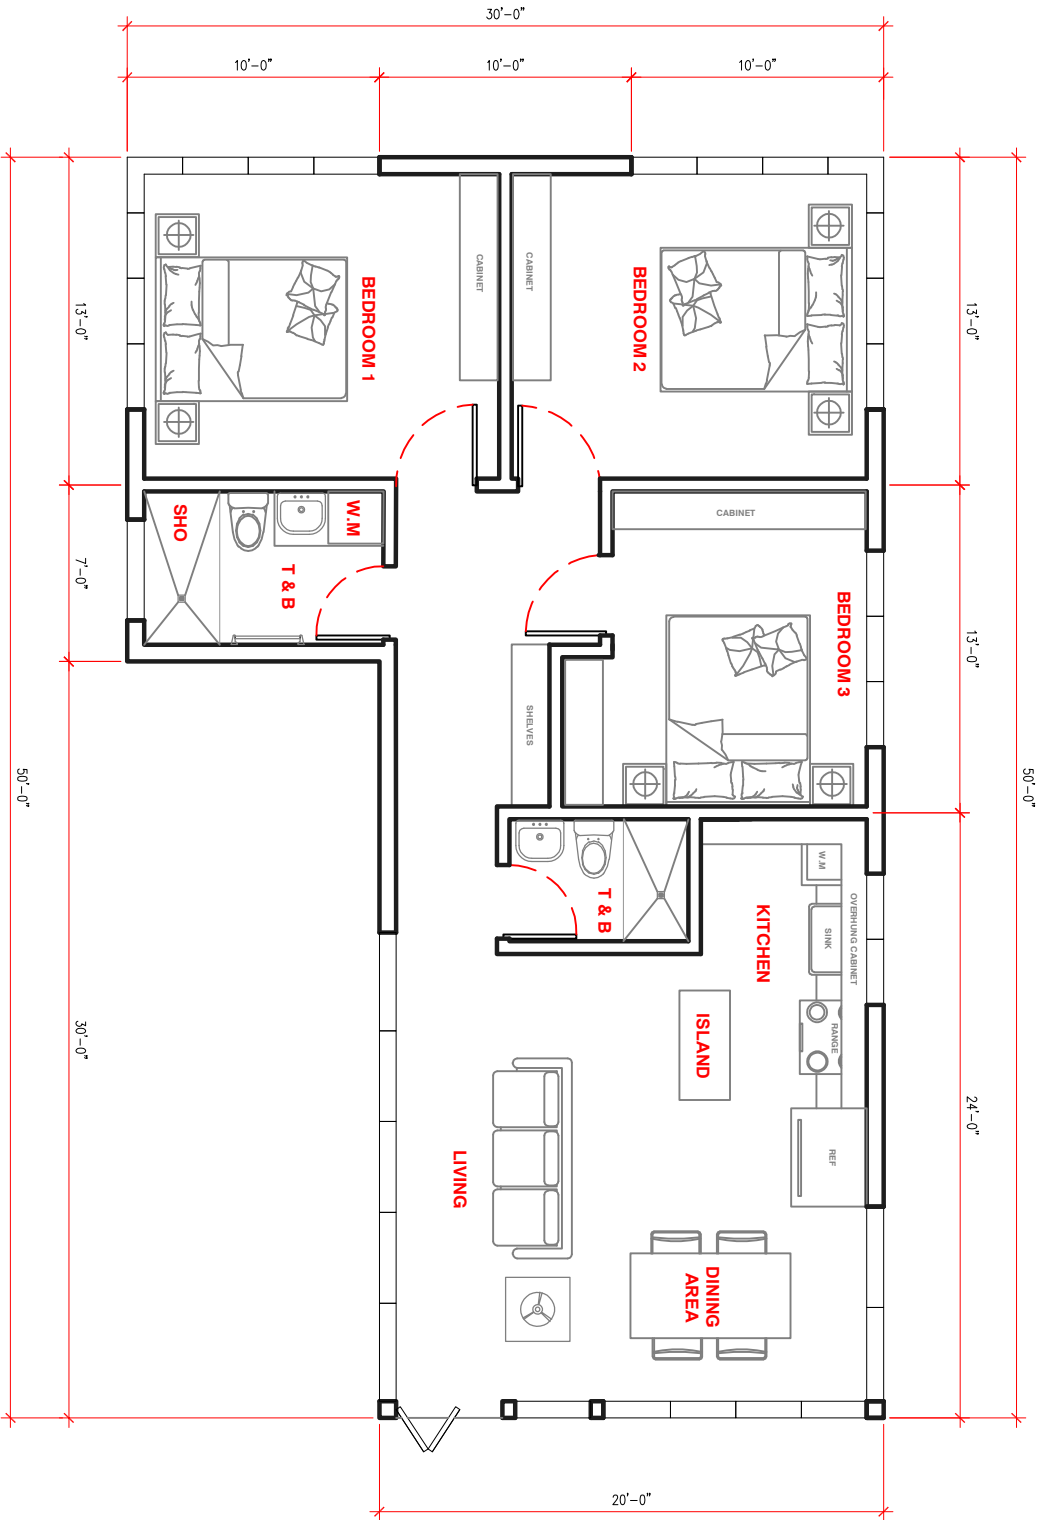 30'-0"
10'-0"
10'-0"
10'-0"
CABINET
CABINET
BEDROOM 1
BEDROOM 2
13'-0"
13'-0"
SHO
W.M
CABINET
T & B
7'-0"
BEDROOM 3
13'-0"
SHELVES
50'-0"
50'-0"
W.M
T & B
KITCHEN
OVERHUNG CABINET
SINK
ISLAND
RANGE
30'-0"
24'-0"
REF
LIVING
DINING
AREA
20'-0"